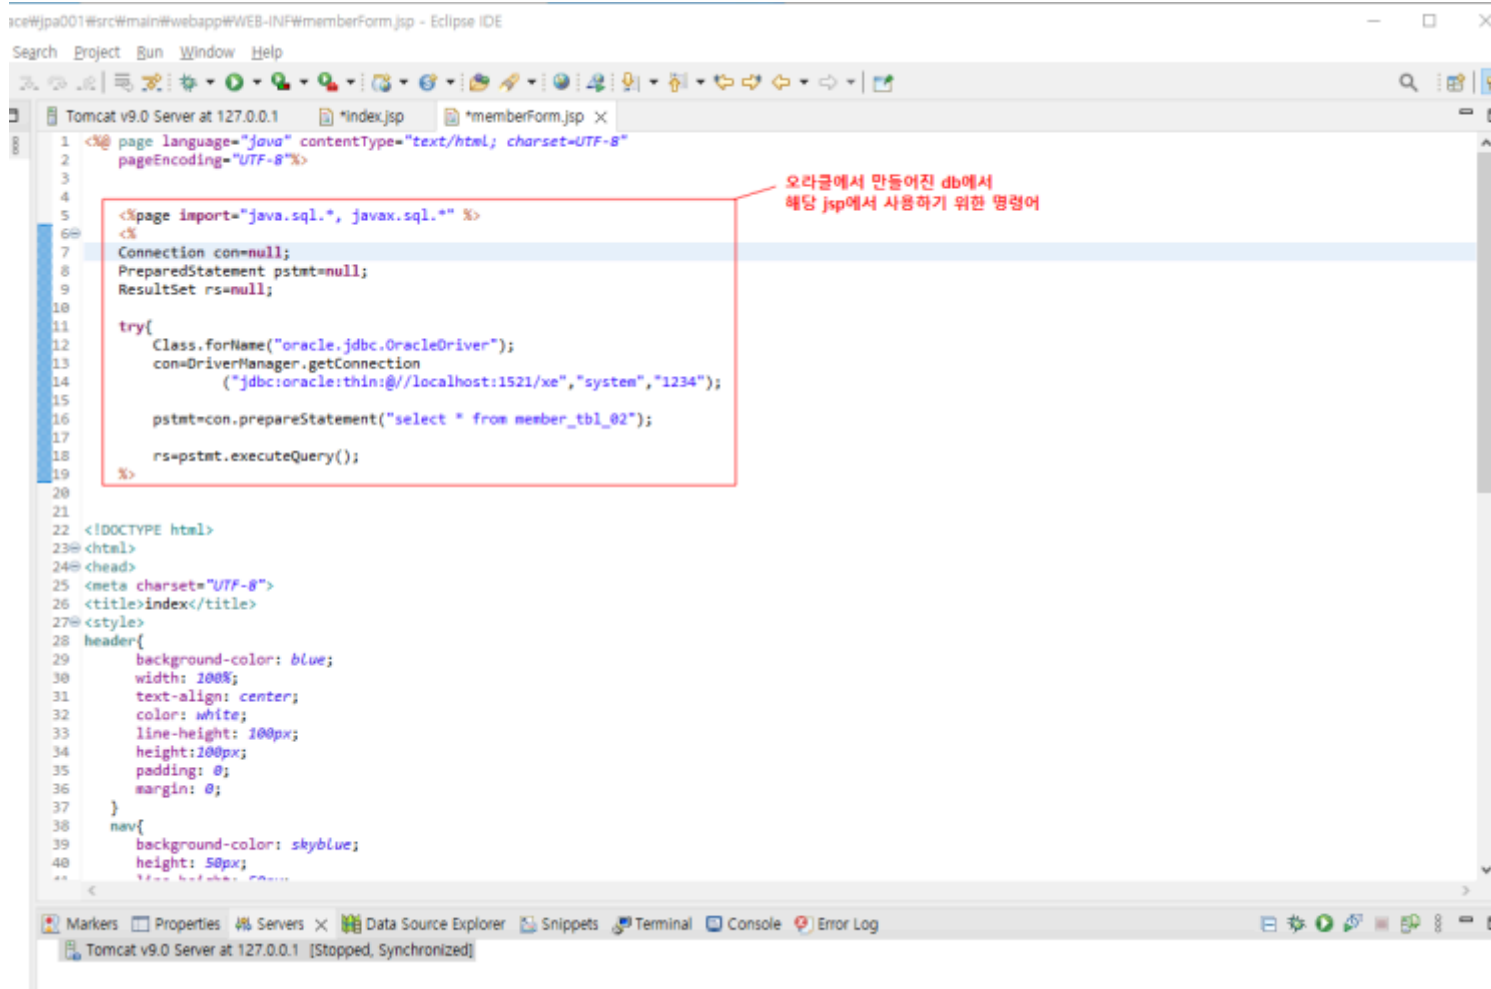 ace₩jpa001₩src₩main₩webapp₩WEB-INF₩memberForm.jsp - Eclipse IDE
Search Project Run Window Help
Tomcat v9.0 Server at 127.0.0.1 *index.jsp *memberForm.jsp
1 <%@ page language="java" contentType="text/html; charset=UTF-8"
2 pageEncoding="UTF-8"%>
3
4
오라클에서 만들어진 db에서
해당 jsp에서 사용하기 위한 명령어
5 <%page import="java.sql.*, javax.sql.*" %>
6 <%
7 Connection con=null;
8 PreparedStatement pstmt=null;
9 ResultSet rs=null;
10
11 try{
12 Class.forName("oracle.jdbc.OracleDriver");
13 con=DriverManager.getConnection
14 ("jdbc:oracle:thin:@//localhost:1521/xe","system","1234");
15
16 pstmt=con.prepareStatement("select * from member_tbl_02");
17
18 rs=pstmt.executeQuery();
19 %>
20
21
22 <!DOCTYPE html>
23 <html>
24 <head>
25 <meta charset="UTF-8">
26 <title>index</title>
27 <style>
28 header{
29 background-color: blue;
30 width: 100%;
31 text-align: center;
32 color: white;
33 line-height: 100px;
34 height:100px;
35 padding: 0;
36 margin: 0;
37 }
38 nav{
39 background-color: skyblue;
40 height: 50px;
Markers Properties Servers Data Source Explorer Snippets Terminal Console Error Log
Tomcat v9.0 Server at 127.0.0.1 [Stopped, Synchronized]